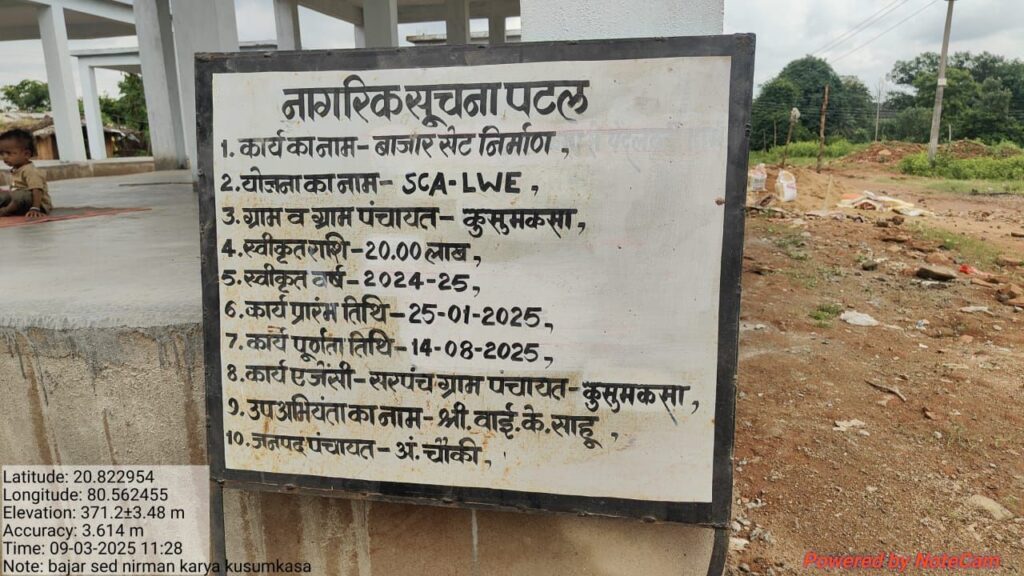 नागरिक सूचना पटल
1. कार्य का नाम - बाजार सेट निर्माण ,
2. योजना का नाम - SCA-LWE ,
3. ग्राम व ग्राम पंचायत - कुसुमकसा,
4. स्वीकृत राशि - 20.00 लाख ,
5. स्वीकृत वर्ष - 2024-25,
6. कार्य प्रारंम तिथि - 25-01-2025,
7. कार्य पूर्णता तिथि - 14-08-2025,
8. कार्य एजेंसी - सरपंच ग्राम पंचायत - कुसुमकसा,
9. उपअभियंता का नाम - श्री. वाई. के. साहू ,
10. जनपद पंचायत - अं. चौकी ,
Latitude: 20.822954
Longitude: 80.562455
Elevation: 371.2±3.48 m
Accuracy: 3.614 m
Time: 09-03-2025 11:28
Note: bajar sed nirman karya kusumkasa
Powered by NoteCam